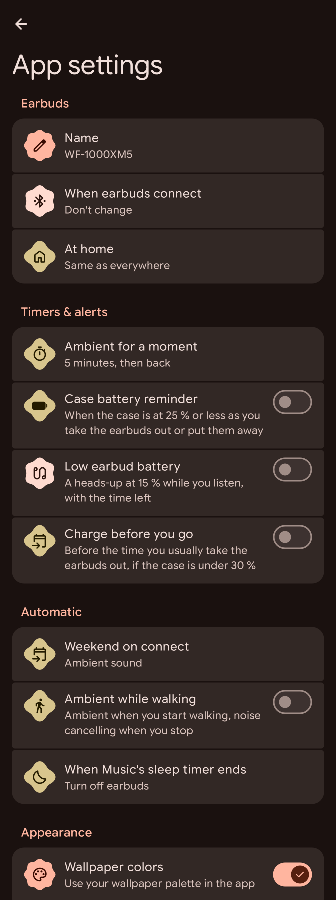 App settings
Earbuds
Name
WF-1000XM5
When earbuds connect
Don't change
At home
Same as everywhere
Timers & alerts
Ambient for a moment
5 minutes, then back
Case battery reminder
When the case is at 25 % or less as you
take the earbuds out or put them away
Low earbud battery
A heads-up at 15 % while you listen,
with the time left
Charge before you go
Before the time you usually take the
earbuds out, if the case is under 30 %
Automatic
Weekend on connect
Ambient sound
Ambient while walking
Ambient when you start walking, noise
cancelling when you stop
When Music's sleep timer ends
Turn off earbuds
Appearance
Wallpaper colors
Use your wallpaper palette in the app